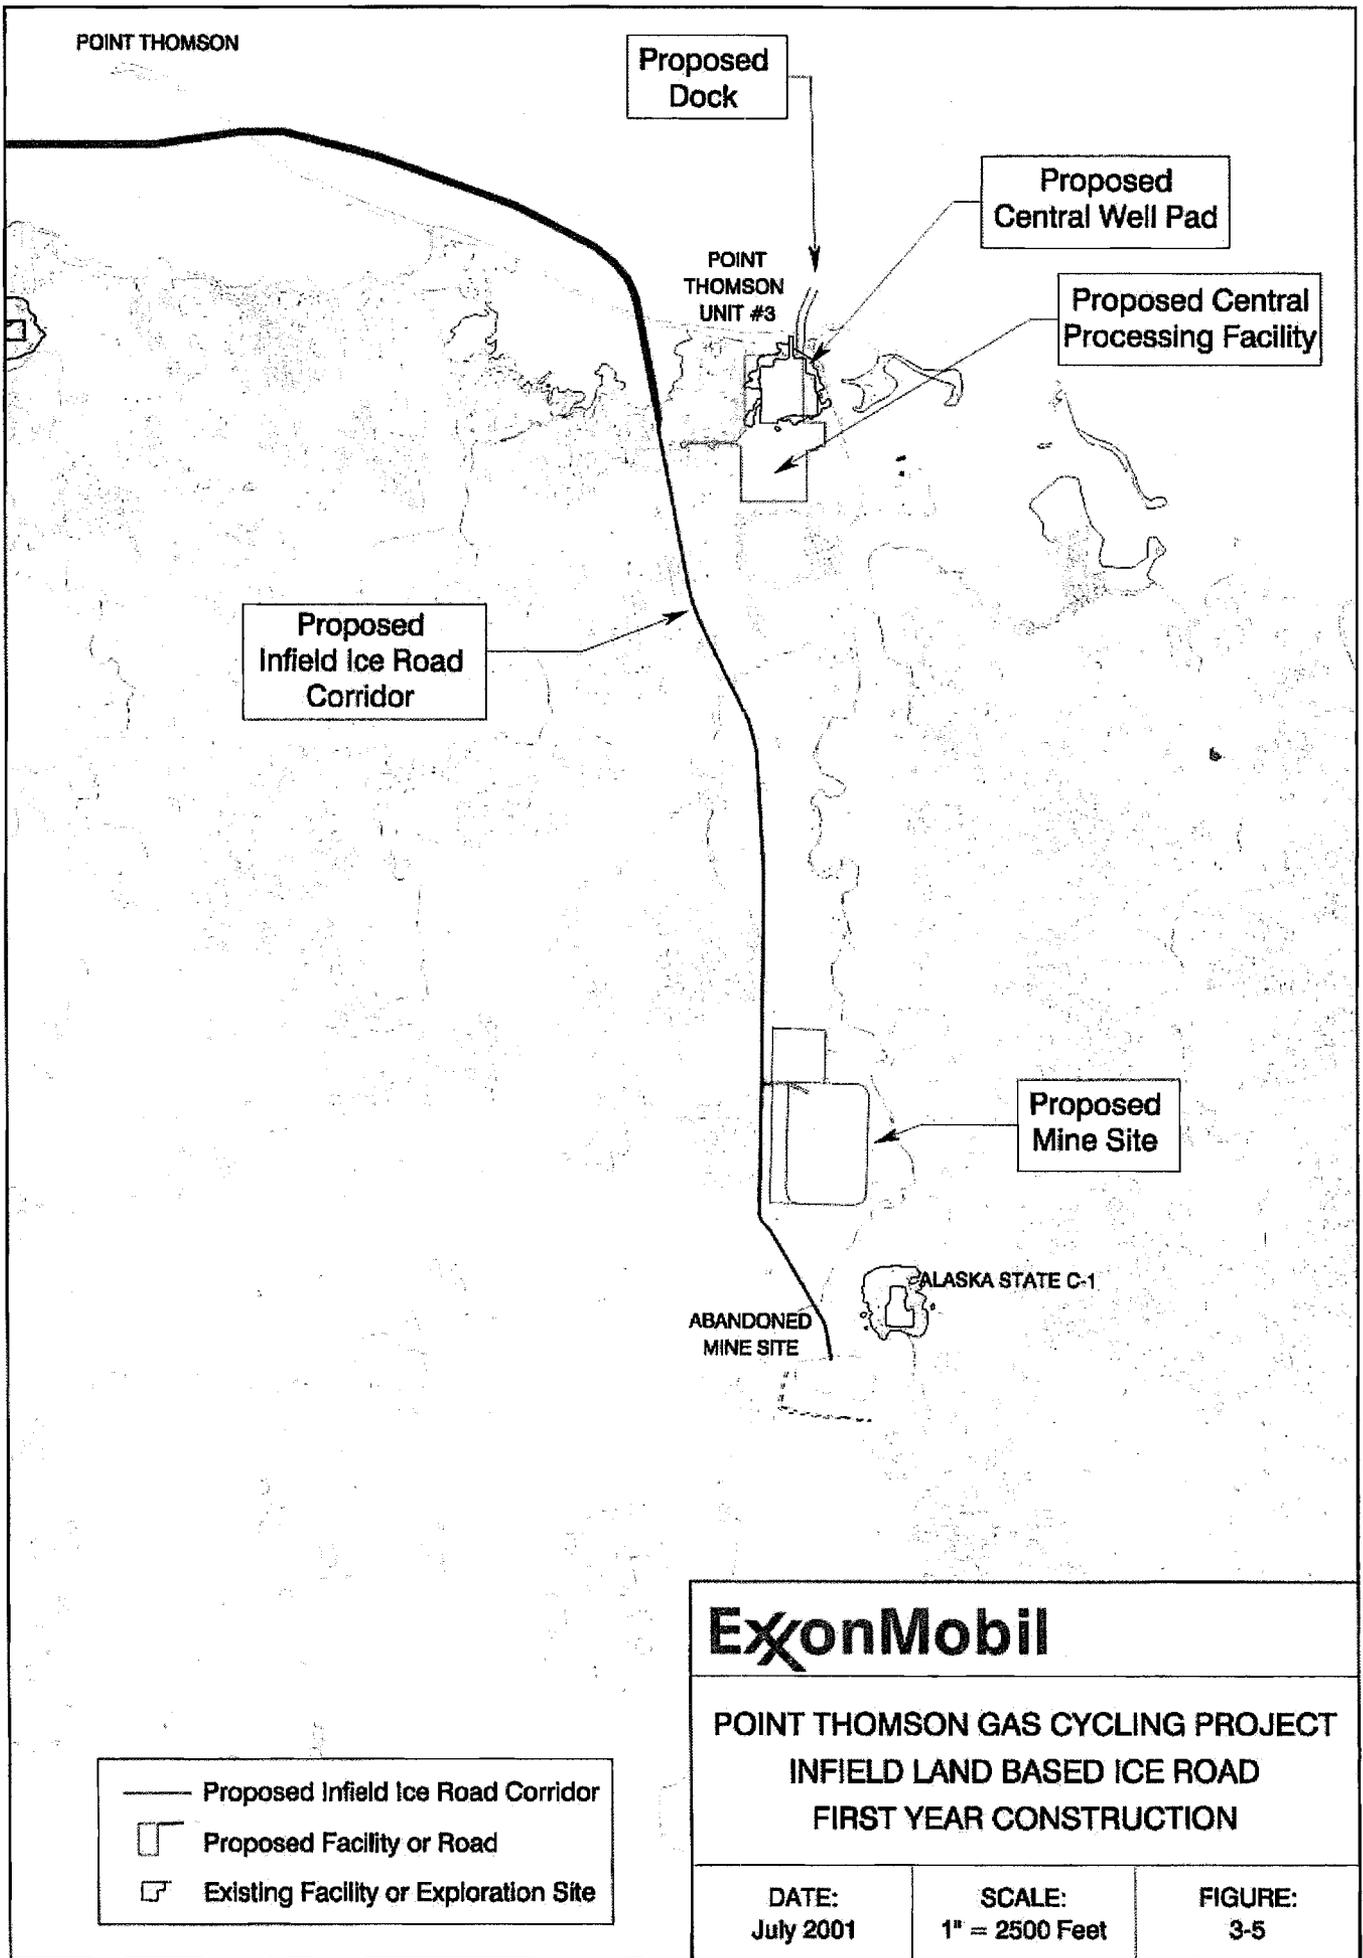 POINT THOMSON
Proposed
Dock
Proposed
Central Well Pad
POINT
THOMSON
UNIT #3
Proposed Central
Processing Facility
Proposed
Infield Ice Road
Corridor
Proposed
Mine Site
ALASKA STATE C-1
ABANDONED
MINE SITE
ExxonMobil
POINT THOMSON GAS CYCLING PROJECT
INFIELD LAND BASED ICE ROAD
FIRST YEAR CONSTRUCTION
Proposed Infield Ice Road Corridor
Proposed Facility or Road
Existing Facility or Exploration Site
DATE:
July 2001
SCALE:
1" = 2500 Feet
FIGURE:
3-5